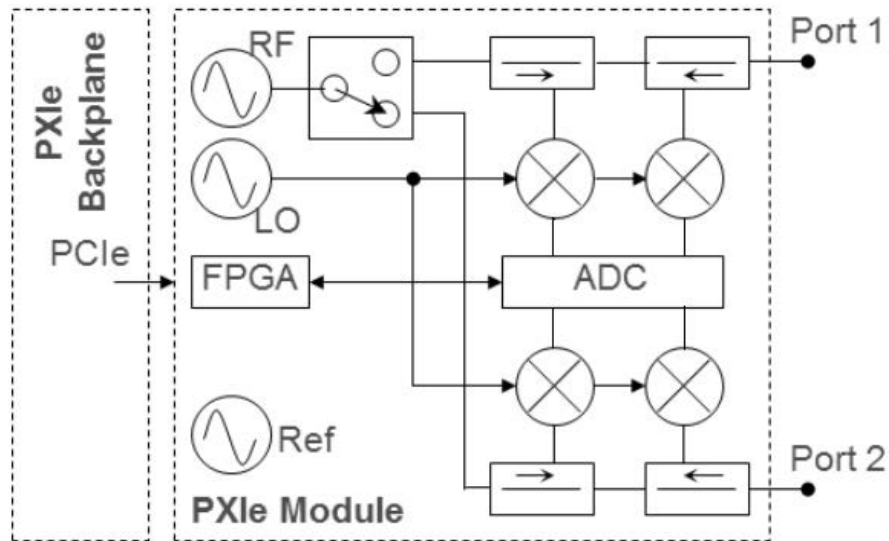 PXIe
Backplane
PCIe
RF
LO
FPGA
ADC
Ref
PXIe Module
Port 1
Port 2